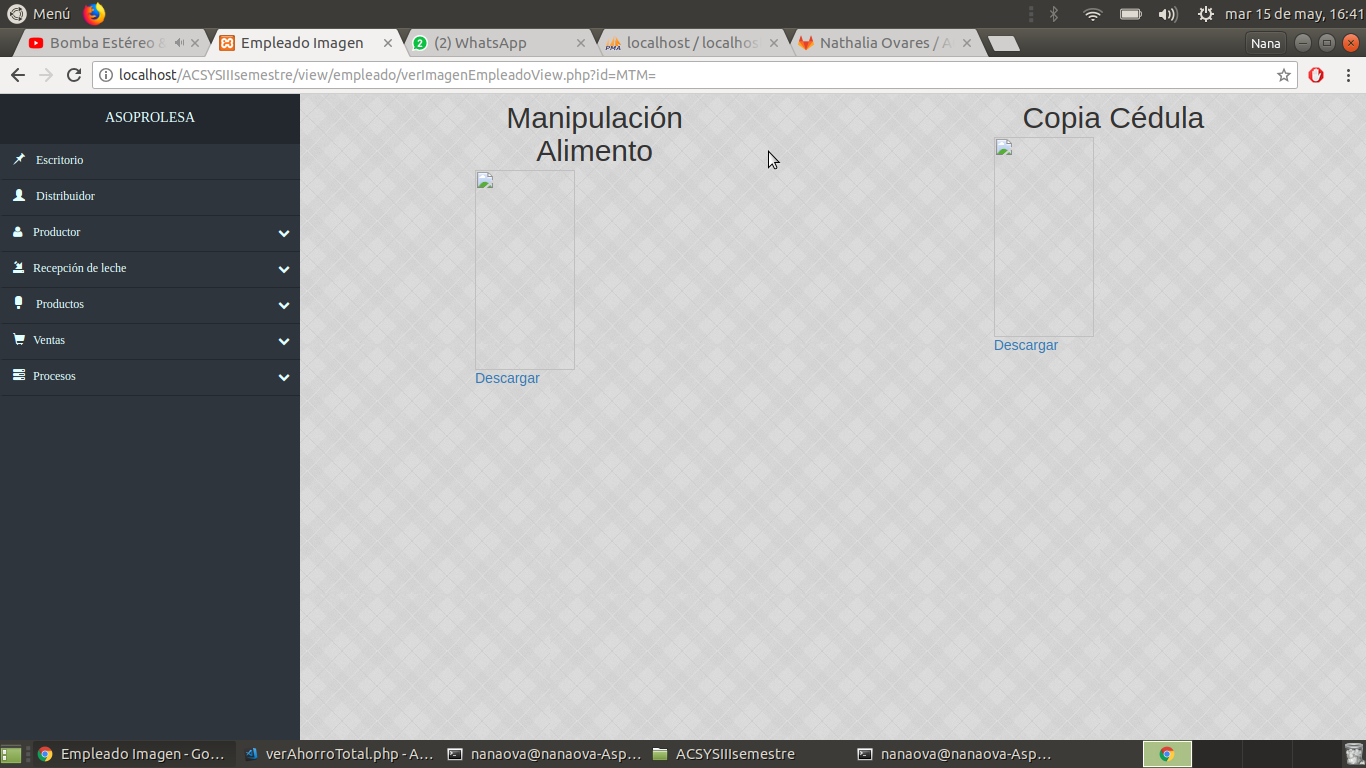 Menú
mar 15 de may, 16:41
Bomba Estéreo &
Empleado Imagen
(2) WhatsApp
localhost / localhos
Nathalia Ovares / A
Nana
localhost/ACSYSIIIsemestre/view/empleado/verImagenEmpleadoView.php?id=MTM=
ASOPROLESA
Escritorio
Distribuidor
Productor
Recepción de leche
Productos
Ventas
Procesos
Manipulación
Alimento
Descargar
Copia Cédula
Descargar
Empleado Imagen - Go...
verAhorroTotal.php - A...
nanaova@nanaova-Asp...
ACSYSIIIsemestre
nanaova@nanaova-Asp...